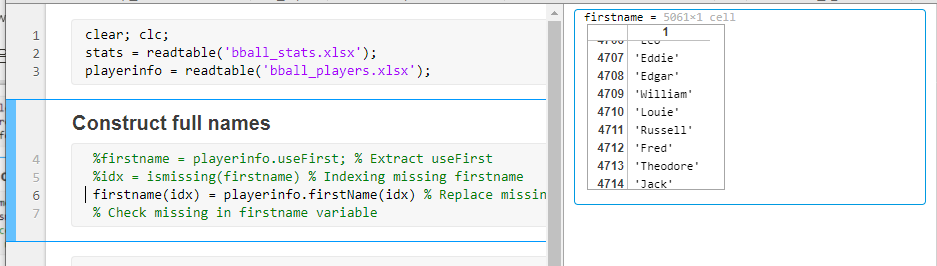 1 clear; clc;
2 stats = readtable('bball_stats.xlsx');
3 playerinfo = readtable('bball_players.xlsx');
Construct full names
4 %firstname = playerinfo.useFirst; % Extract useFirst
5 %idx = ismissing(firstname) % Indexing missing firstname
6 firstname(idx) = playerinfo.firstName(idx) % Replace missin
7 % Check missing in firstname variable
firstname = 5061×1 cell
1
4707 'Eddie'
4708 'Edgar'
4709 'William'
4710 'Louie'
4711 'Russell'
4712 'Fred'
4713 'Theodore'
4714 'Jack'